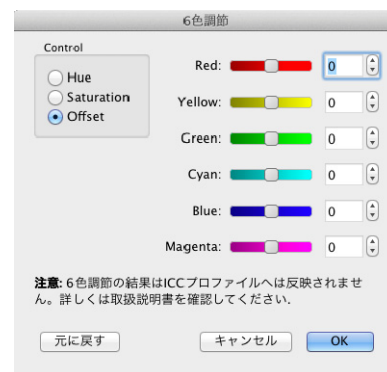 6色調節
Control
Hue
Saturation
Offset
Red: 0
Yellow: 0
Green: 0
Cyan: 0
Blue: 0
Magenta: 0
注意: 6色調節の結果はICCプロファイルへは反映されませ
ん。詳しくは取扱説明書を確認してください.
元に戻す キャンセル OK